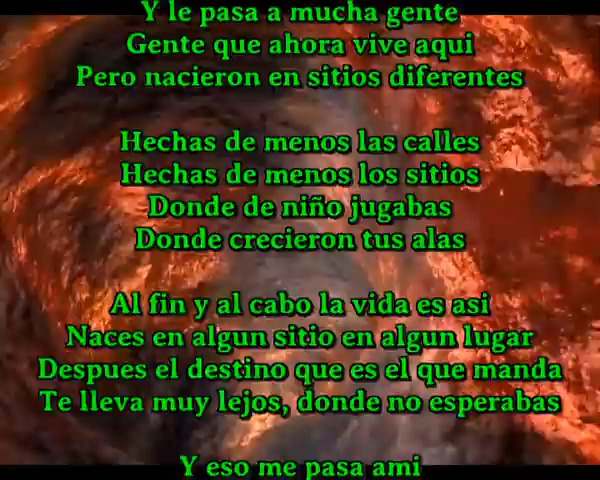 Y le pasa a mucha gente
Gente que ahora vive aqui
Pero nacieron en sitios diferentes
Hechas de menos las calles
Hechas de menos los sitios
Donde de niño jugabas
Donde crecieron tus alas
Al fin y al cabo la vida es asi
Naces en algun sitio en algun lugar
Despues el destino que es el que manda
Te lleva muy lejos, donde no esperabas
Y eso me pasa ami